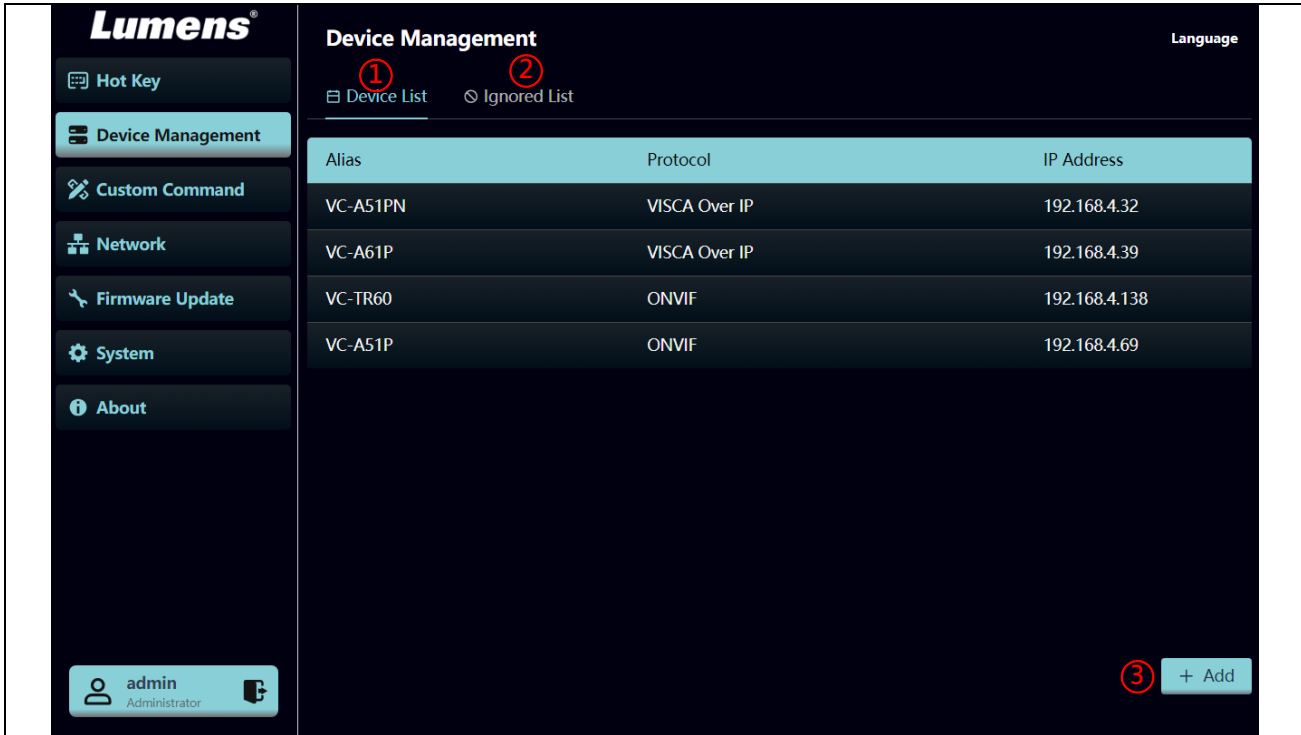 Lumens®
Hot Key
Device Management
Custom Command
Network
Firmware Update
System
About
admin
Administrator
Device Management
Language
① ②
Device List Ignored List
Alias Protocol IP Address
VC-A51PN VISCA Over IP 192.168.4.32
VC-A61P VISCA Over IP 192.168.4.39
VC-TR60 ONVIF 192.168.4.138
VC-A51P ONVIF 192.168.4.69
③ + Add